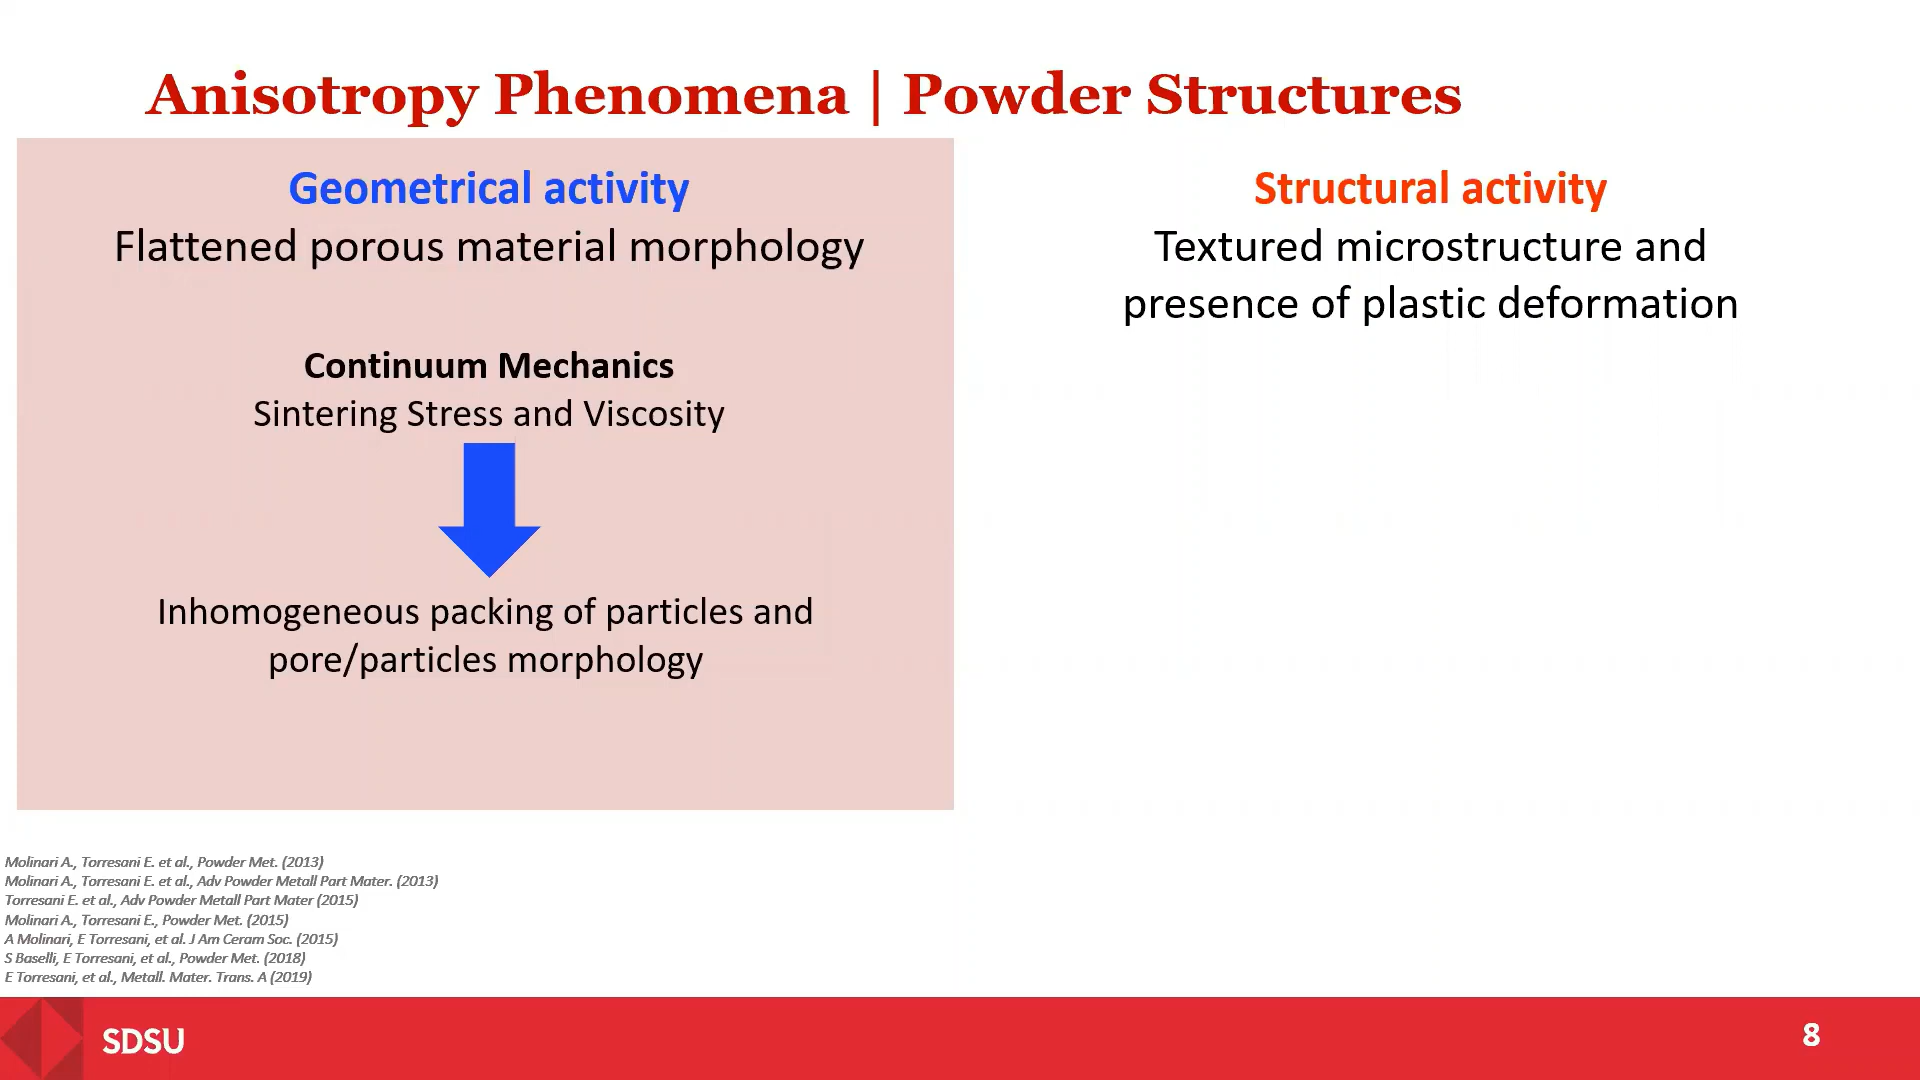 Anisotropy Phenomena | Powder Structures
Geometrical activity
Flattened porous material morphology
Continuum Mechanics
Sintering Stress and Viscosity
Inhomogeneous packing of particles and
pore/particles morphology
Structural activity
Textured microstructure and
presence of plastic deformation
Molinari A., Torresani E. et al., Powder Met. (2013)
Molinari A., Torresani E. et al., Adv Powder Metall Part Mater. (2013)
Torresani E. et al., Adv Powder Metall Part Mater (2015)
Molinari A., Torresani E., Powder Met. (2015)
A Molinari, E Torresani, et al. J Am Ceram Soc. (2015)
S Baselli, E Torresani, et al., Powder Met. (2018)
E Torresani, et al., Metall. Mater. Trans. A (2019)
SDSU
8